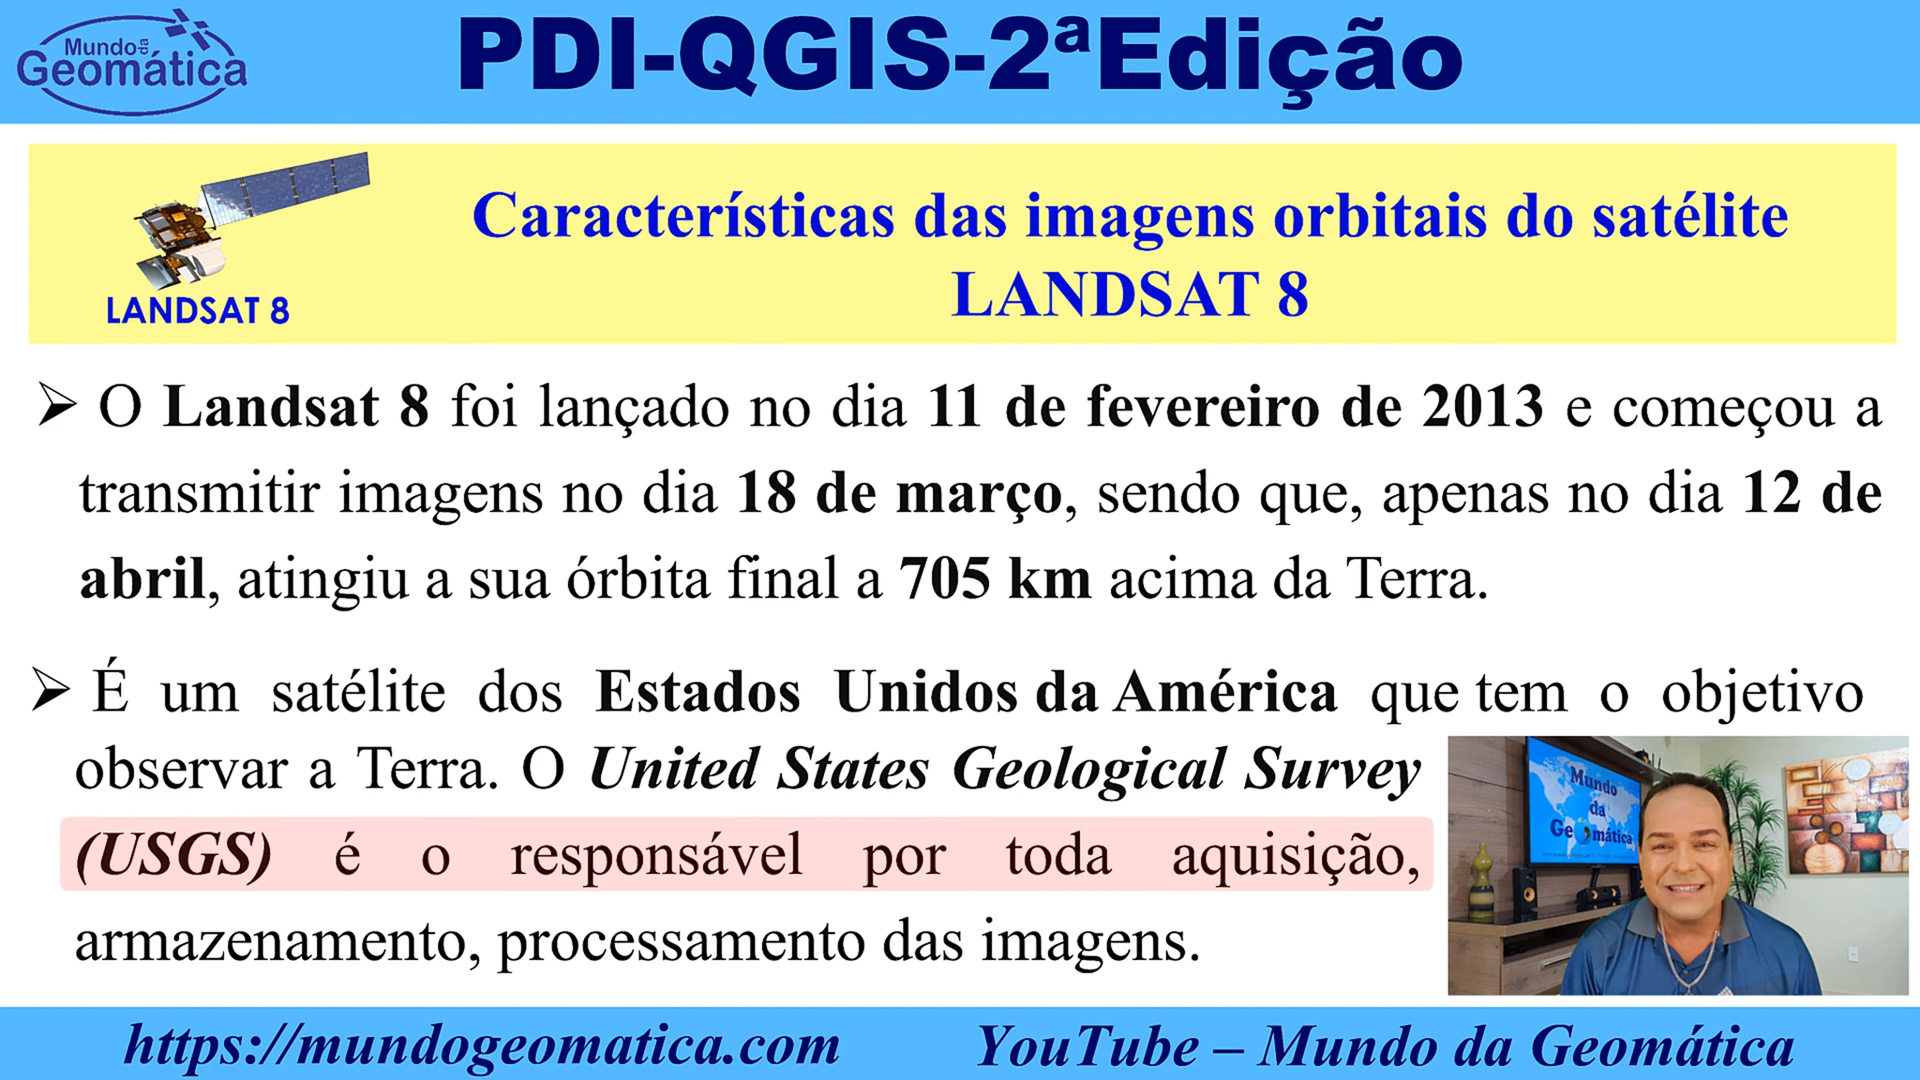 Mundo da
Geomática
PDI-QGIS-2ªEdição
LANDSAT 8
Características das imagens orbitais do satélite
LANDSAT 8
➢ O Landsat 8 foi lançado no dia 11 de fevereiro de 2013 e começou a
transmitir imagens no dia 18 de março, sendo que, apenas no dia 12 de
abril, atingiu a sua órbita final a 705 km acima da Terra.
➢ É um satélite dos Estados Unidos da América que tem o objetivo
observar a Terra. O United States Geological Survey
(USGS) é o responsável por toda aquisição,
armazenamento, processamento das imagens.
Mundo
da
Geomática
https://mundogeomatica.com
YouTube – Mundo da Geomática